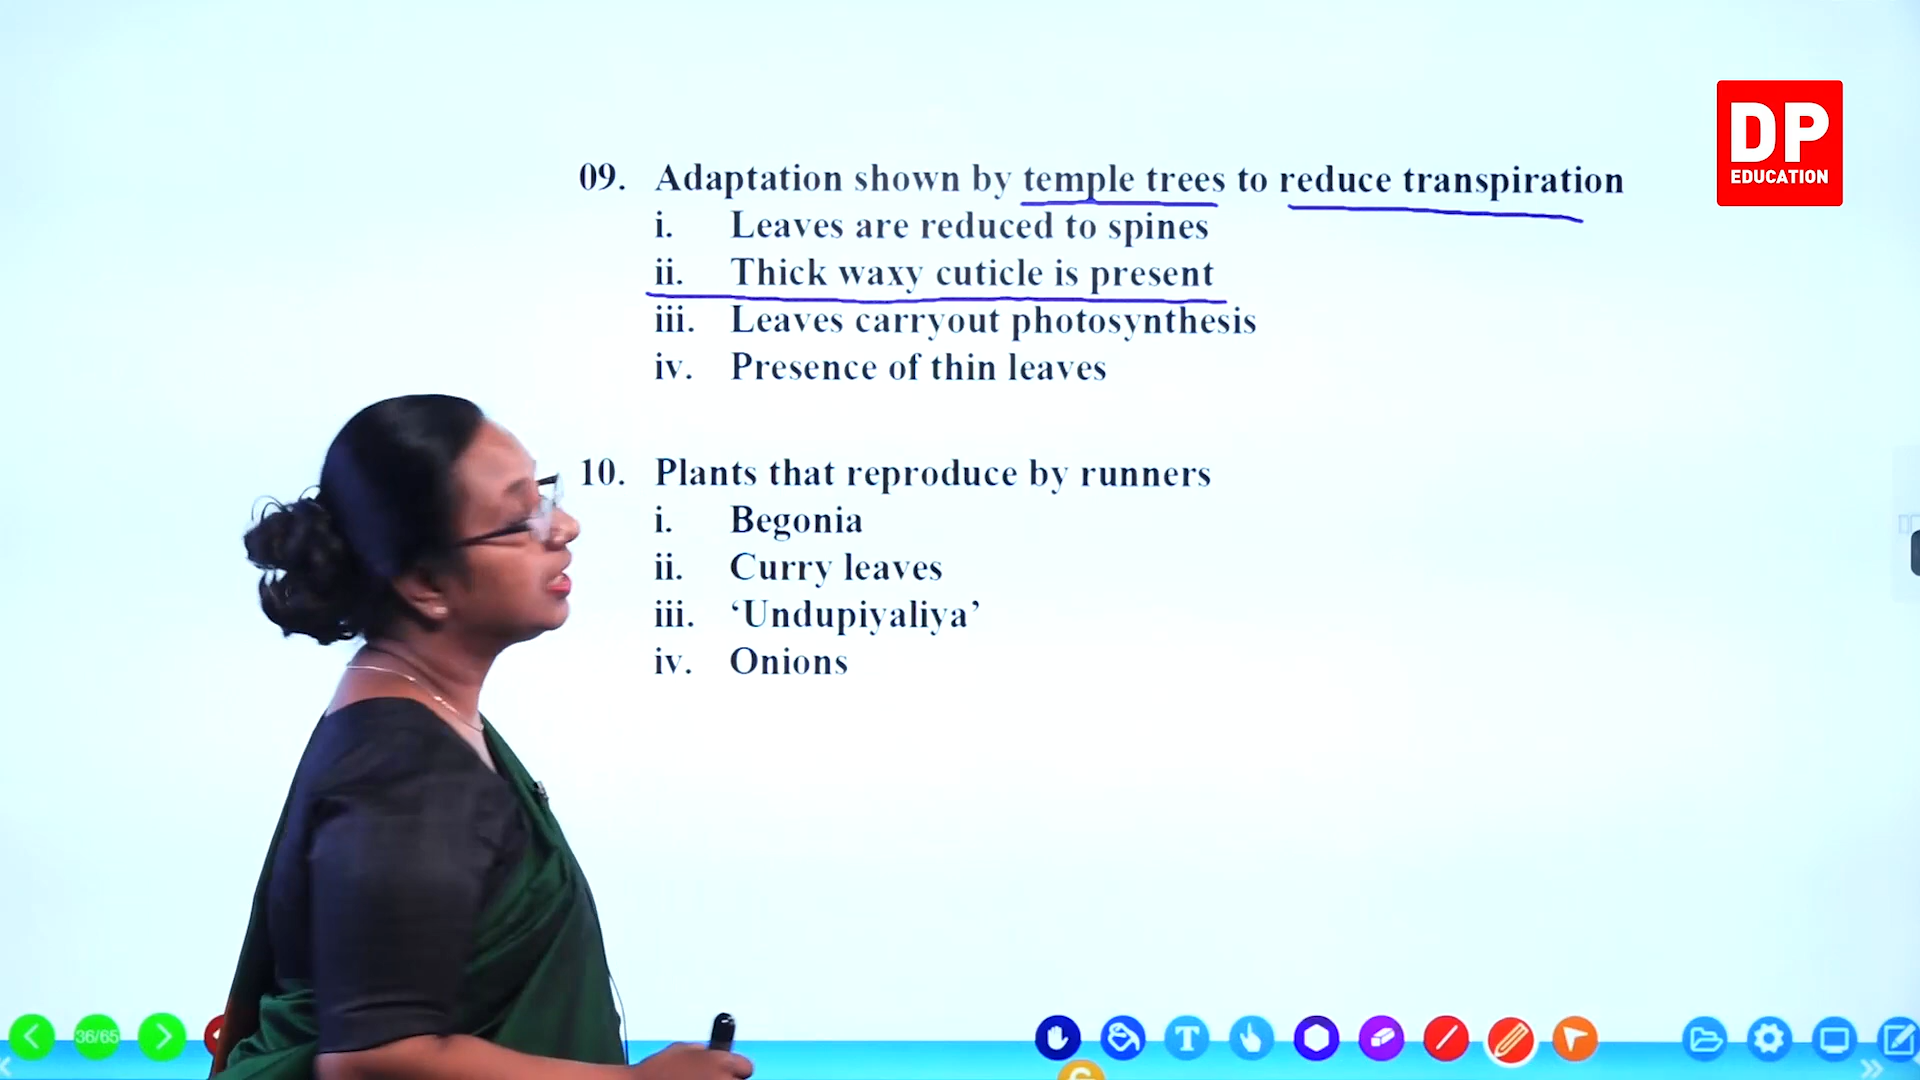 DP
EDUCATION
09. Adaptation shown by temple trees to reduce transpiration
i. Leaves are reduced to spines
ii. Thick waxy cuticle is present
iii. Leaves carryout photosynthesis
iv. Presence of thin leaves
10. Plants that reproduce by runners
i. Begonia
ii. Curry leaves
iii. ‘Undupiyaliya’
iv. Onions
36/65
T